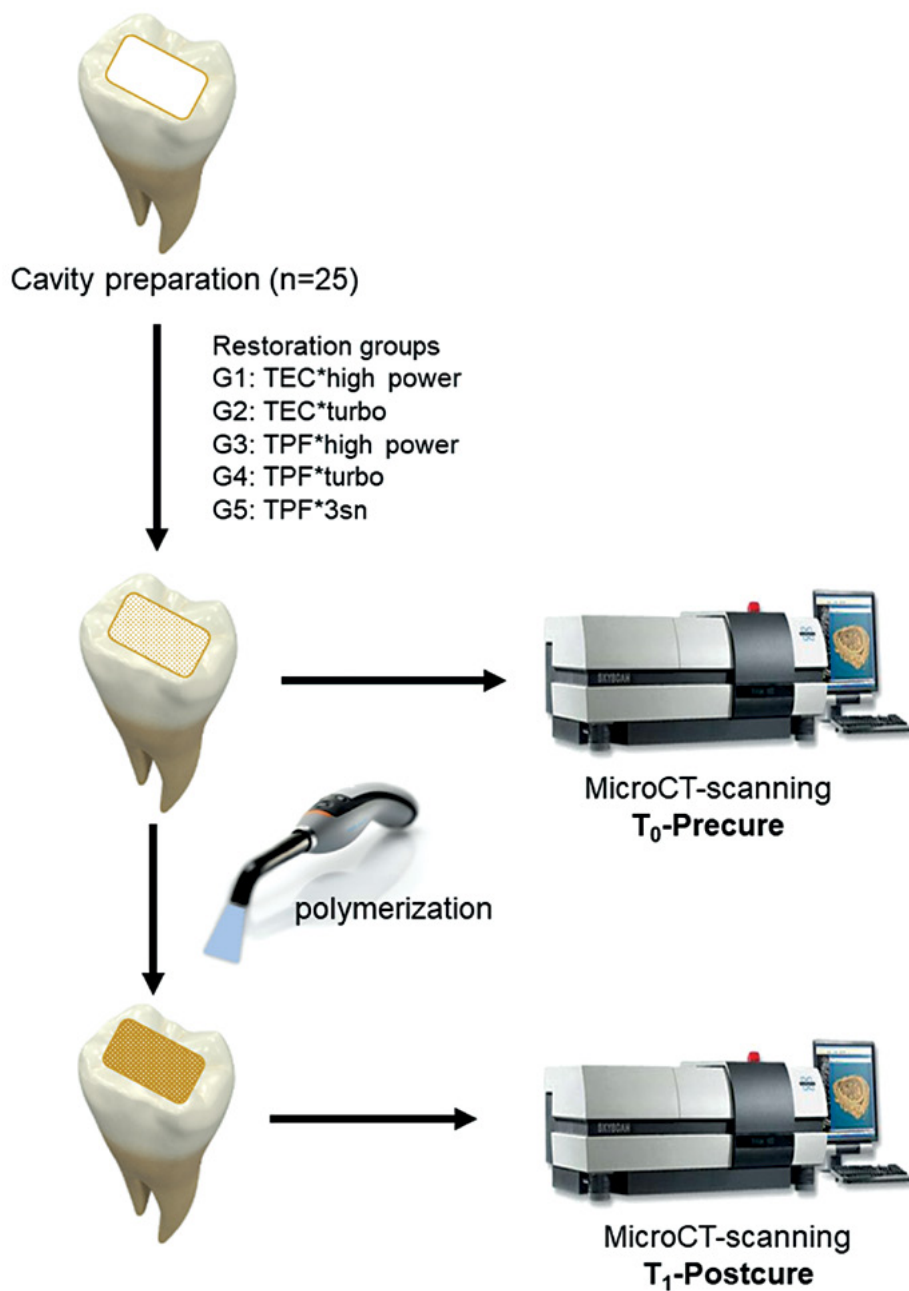 Cavity preparation (n=25)
Restoration groups
G1: TEC*high power
G2: TEC*turbo
G3: TPF*high power
G4: TPF*turbo
G5: TPF*3sn
MicroCT-scanning
T₀-Precure
polymerization
MicroCT-scanning
T₁-Postcure